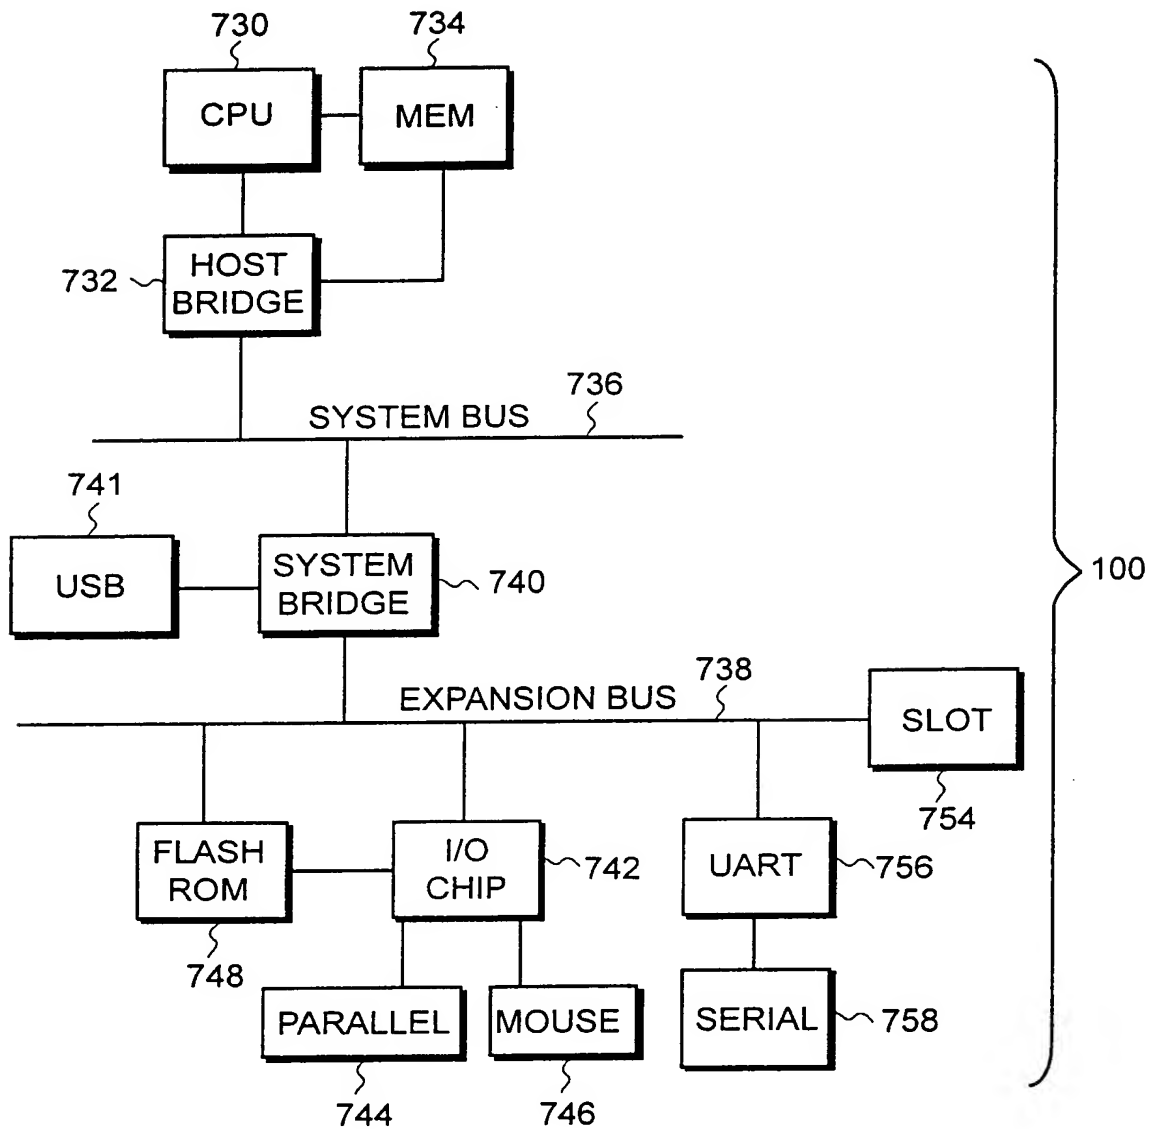 730
734
CPU
MEM
732
HOST
BRIDGE
736
SYSTEM BUS
741
USB
SYSTEM
BRIDGE
740
100
738
EXPANSION BUS
SLOT
754
FLASH
ROM
748
I/O
CHIP
742
UART
756
PARALLEL
744
MOUSE
746
SERIAL
758